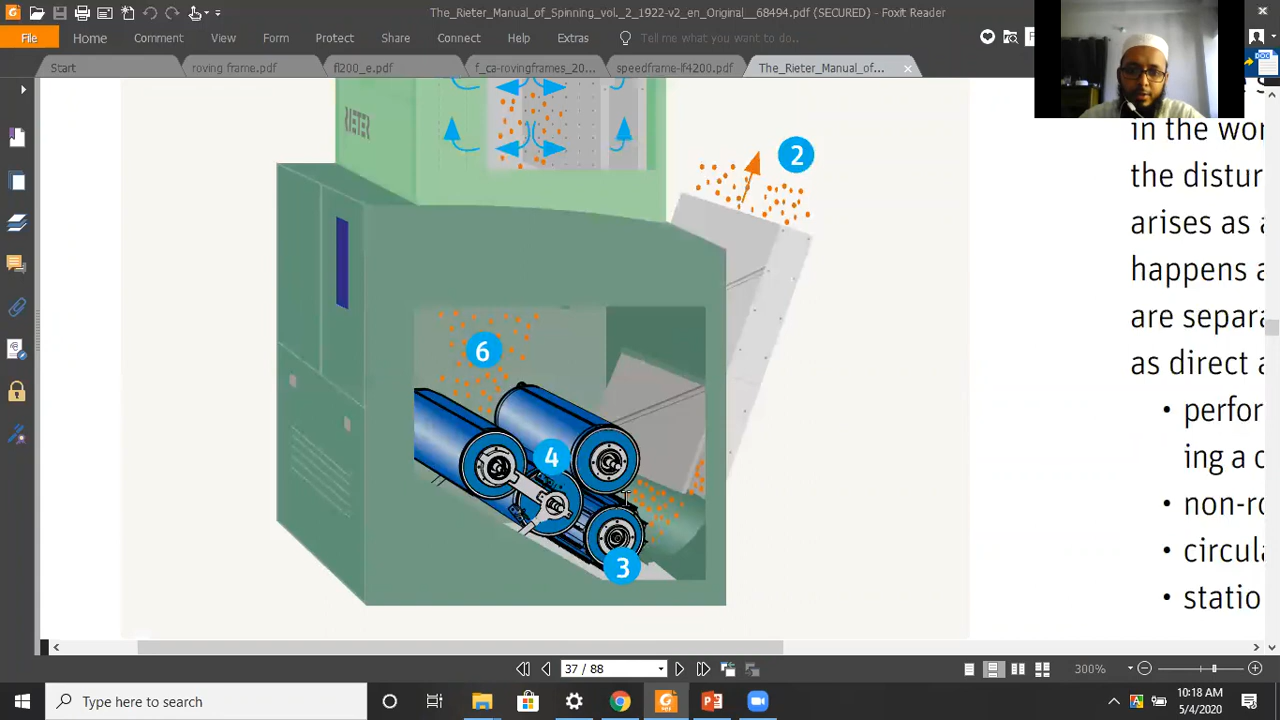 The_Rieter_Manual_of_Spinning_vol._2_1922-v2_en_Original__68494.pdf (SECURED) - Foxit Reader
File Home Comment View Form Protect Share Connect Help Extras Tell me what you want to do...
Start roving frame.pdf fl200_e.pdf f_ca-rovingframes_20... speedframe-lf4200.pdf The_Rieter_Manual_of...
RIETER
2
6
4
3
in the wor
the distur
arises as a
happens a
are separa
as direct a
• perfor
ing a c
• non-ro
• circula
• statio
37 / 88
300%
Type here to search
10:18 AM
5/4/2020